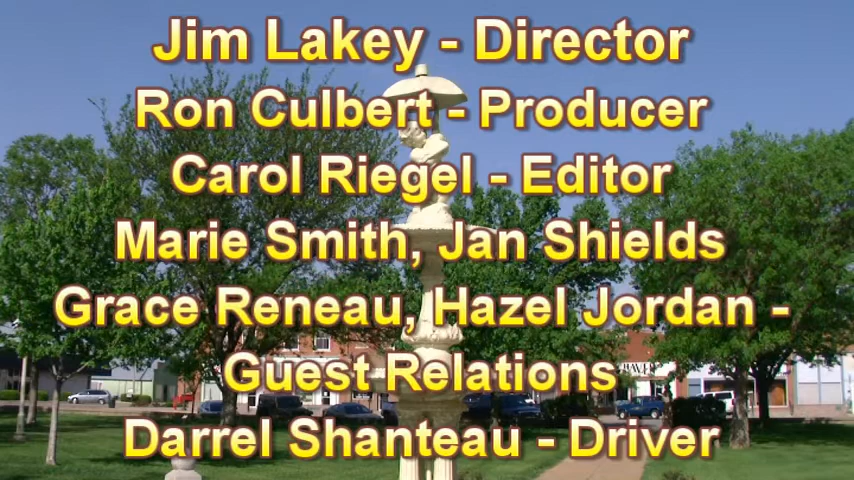 Jim Lakey - Director
Ron Culbert - Producer
Carol Riegel - Editor
Marie Smith, Jan Shields
Grace Reneau, Hazel Jordan -
Guest Relations
Darrel Shanteau - Driver